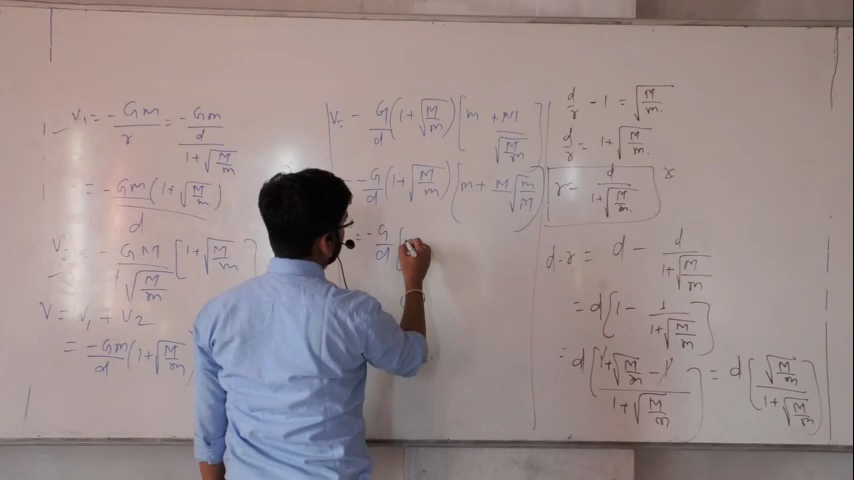 V₁ = - Gm/r = -Gm/(d/(1+√(M/m)))
= - Gm(1+√(M/m))/d
V₂ = - GM/(d√(M/m)) [1+√(M/m)]
V = V₁ + V₂
= -Gm/d (1+√(M/m)
V = - G/d (1+√(M/m)) [m + M/√(M/m)]
- G/d (1+√(M/m)) [m + M√(m/M)]
= - G/d [
d/r - 1 = √(M/m)
d/r = 1+√(M/m)
r = d/(1+√(M/m))
r
d-r = d - d/(1+√(M/m))
= d[1 - 1/(1+√(M/m))]
= d[(1+√(M/m) - 1)/(1+√(M/m))] = d[√(M/m)/(1+√(M/m))]